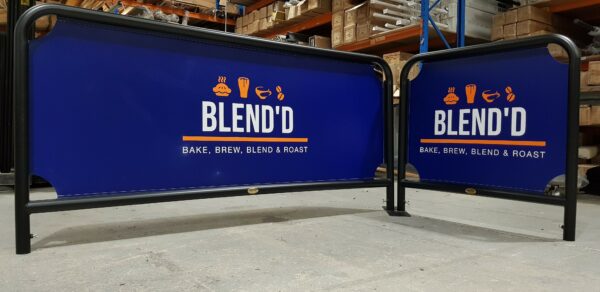 BLEND'D
BAKE, BREW, BLEND & ROAST
BLEND'D
BAKE, BREW, BLEND & ROAST